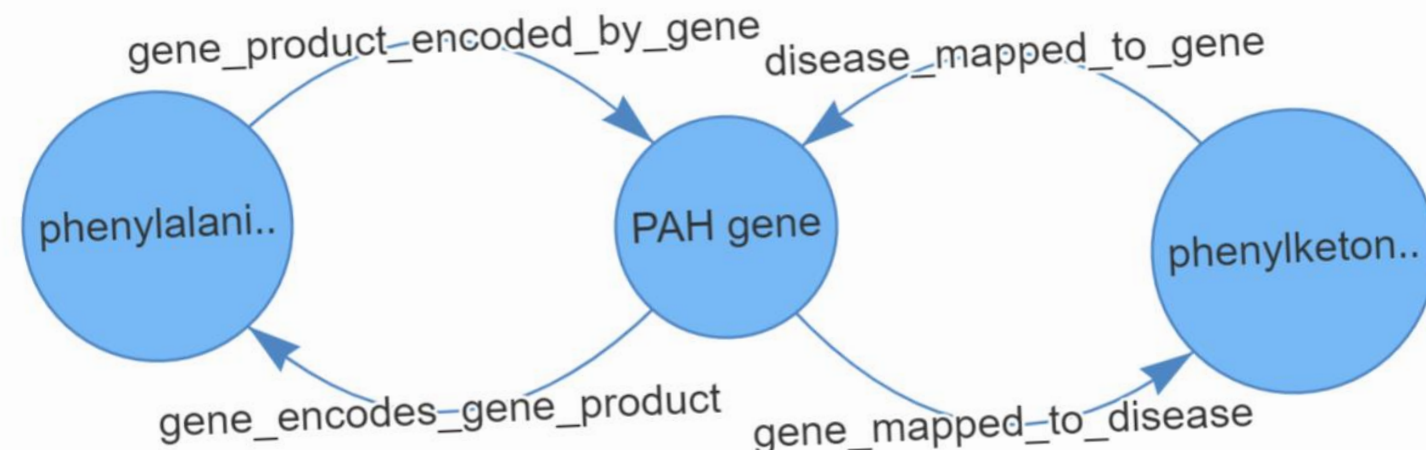 gene_product_encoded_by_gene
disease_mapped_to_gene
phenylalani..
PAH gene
phenylketon..
gene_encodes_gene_product
gene_mapped_to_disease